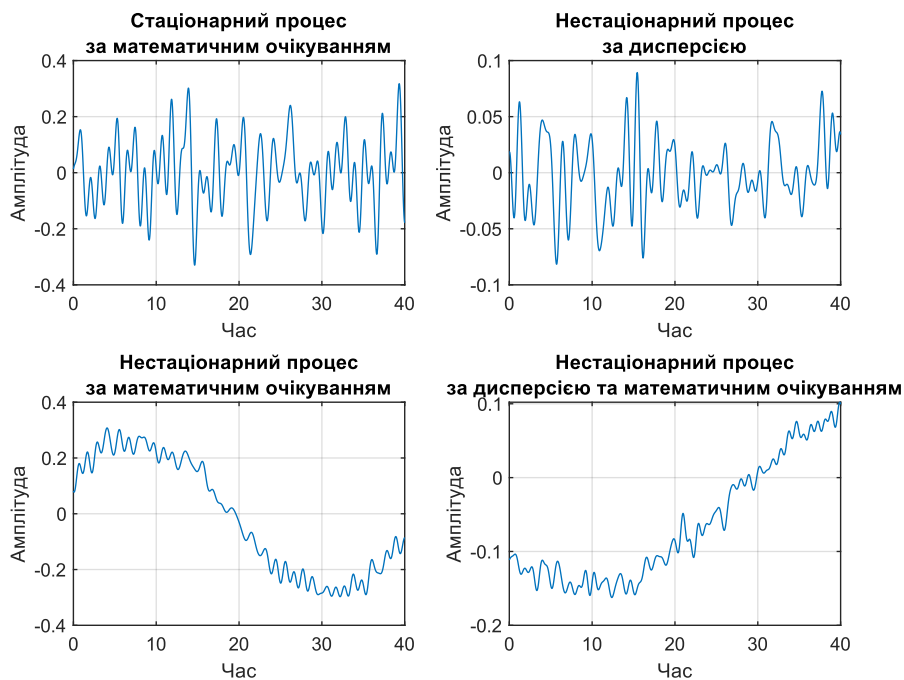 Стаціонарний процес
за математичним очікуванням
0.4
0.2
0
-0.2
-0.4
Амплітуда
0 10 20 30 40
Час
Нестаціонарний процес
за дисперсією
0.1
0.05
0
-0.05
-0.1
Амплітуда
0 10 20 30 40
Час
Нестаціонарний процес
за математичним очікуванням
0.4
0.2
0
-0.2
-0.4
Амплітуда
0 10 20 30 40
Час
Нестаціонарний процес
за дисперсією та математичним очікуванням
0.1
0
-0.1
-0.2
Амплітуда
0 10 20 30 40
Час